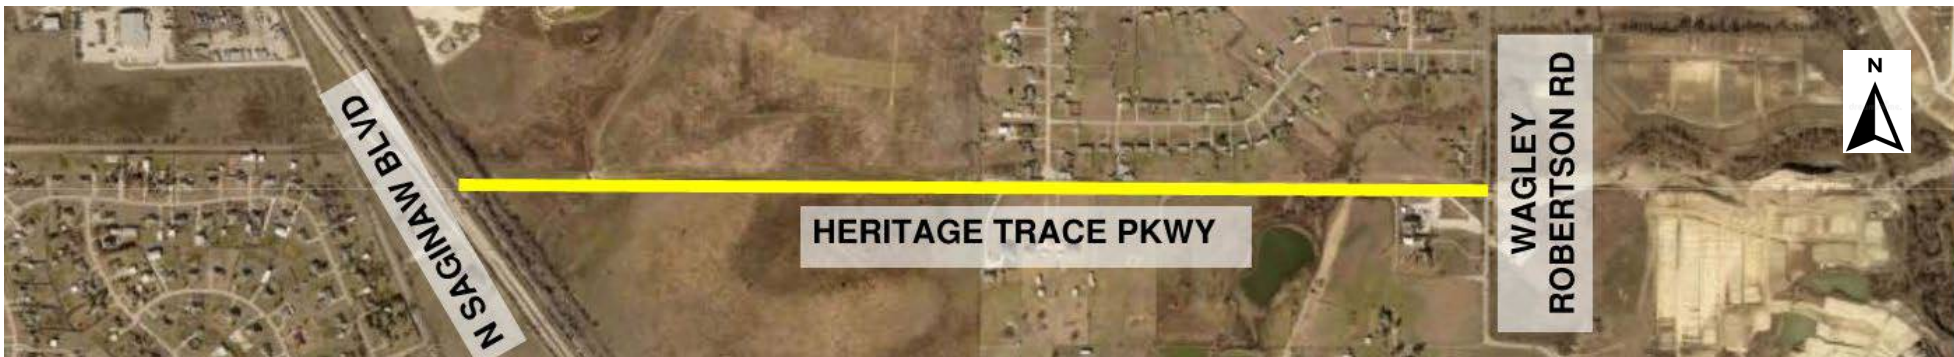 N SAGINAW BLVD
HERITAGE TRACE PKWY
WAGLEY
ROBERTSON RD
N